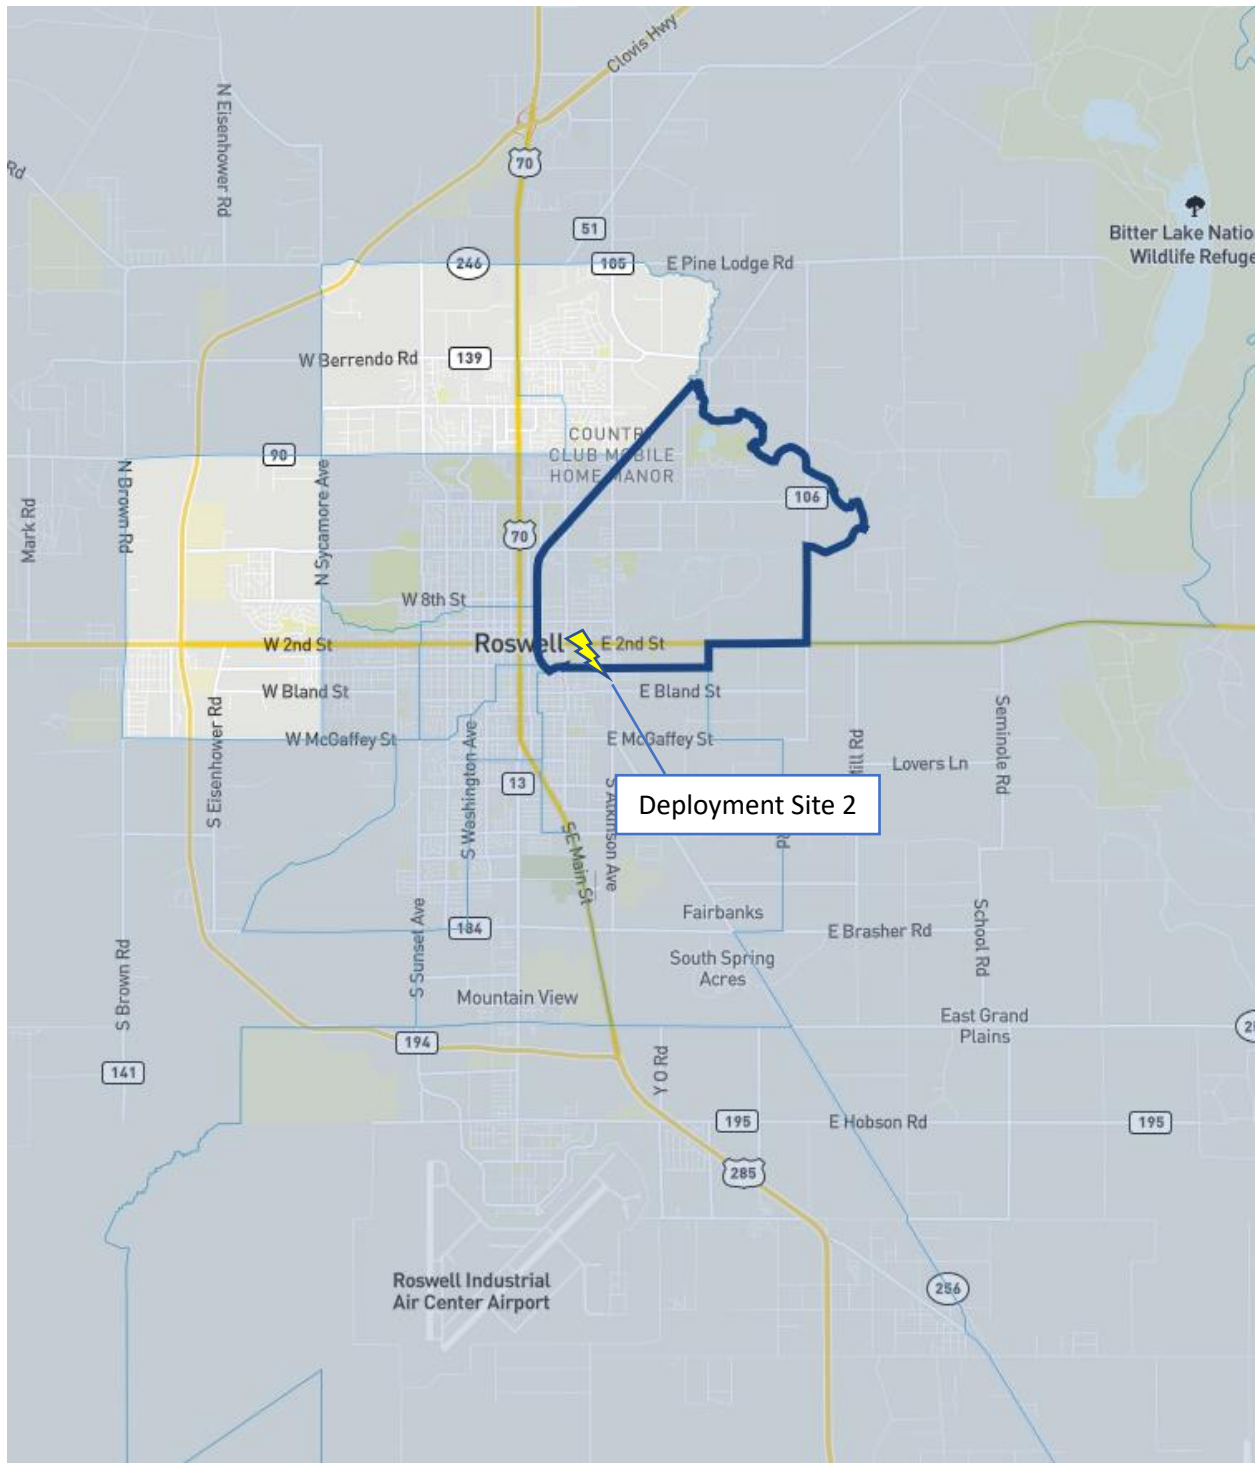 Clovis Hwy
N Eisenhower Rd
70
Rd
51
Bitter Lake Natio
Wildlife Refuge
246
185
E Pine Lodge Rd
W Berrendo Rd
139
COUNTR
CLUB MOBILE
HOME MANOR
90
N Brown Rd
N Sycamore Ave
Mark Rd
106
70
W 8th St
W 2nd St
Roswell
E 2nd St
W Bland St
E Bland St
S Eisenhower Rd
W McGaffey St
S Washington Ave
E McGaffey St
Seminole Rd
Lovers Ln
13
S Atkinson Ave
Deployment Site 2
Rd
SE Main St
Fairbanks
184
E Brasher Rd
School Rd
S Sunset Ave
S Brown Rd
South Spring
Acres
Mountain View
East Grand
Plains
194
141
Y O Rd
195
E Hobson Rd
195
285
Roswell Industrial
Air Center Airport
256